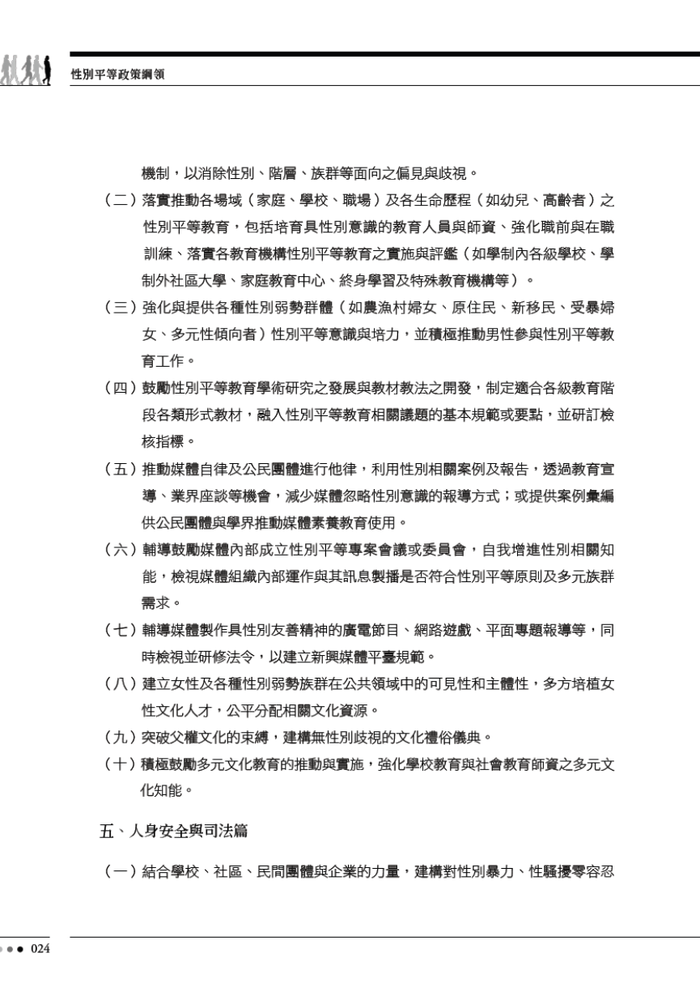 性別平等政策綱領
機制，以消除性別、階層、族群等面向之偏見與歧視。
（二）落實推動各場域（家庭、學校、職場）及各生命歷程（如幼兒、高齡者）之
性別平等教育，包括培育具性別意識的教育人員與師資、強化職前與在職
訓練、落實各教育機構性別平等教育之實施與評鑑（如學制內各級學校、學
制外社區大學、家庭教育中心、終身學習及特殊教育機構等）。
（三）強化與提供各種性別弱勢群體（如農漁村婦女、原住民、新移民、受暴婦
女、多元性傾向者）性別平等意識與培力，並積極推動男性參與性別平等教
育工作。
（四）鼓勵性別平等教育學術研究之發展與教材教法之開發，制定適合各級教育階
段各類形式教材，融入性別平等教育相關議題的基本規範或要點，並研訂檢
核指標。
（五）推動媒體自律及公民團體進行他律，利用性別相關案例及報告，透過教育宣
導、業界座談等機會，減少媒體忽略性別意識的報導方式；或提供案例彙編
供公民團體與學界推動媒體素養教育使用。
（六）輔導鼓勵媒體內部成立性別平等專案會議或委員會，自我增進性別相關知
能，檢視媒體組織內部運作與其訊息製播是否符合性別平等原則及多元族群
需求。
（七）輔導媒體製作具性別友善精神的廣電節目、網路遊戲、平面專題報導等，同
時檢視並研修法令，以建立新興媒體平臺規範。
（八）建立女性及各種性別弱勢族群在公共領域中的可見性和主體性，多方培植女
性文化人才，公平分配相關文化資源。
（九）突破父權文化的束縛，建構無性別歧視的文化禮俗儀典。
（十）積極鼓勵多元文化教育的推動與實施，強化學校教育與社會教育師資之多元文
化知能。
五、人身安全與司法篇
（一）結合學校、社區、民間團體與企業的力量，建構對性別暴力、性騷擾零容忍
024